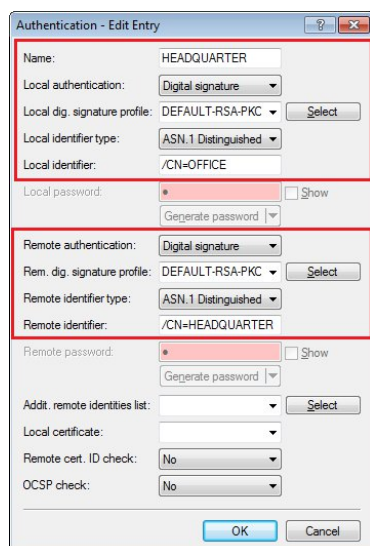 Authentication - Edit Entry
Name: HEADQUARTER
Local authentication: Digital signature
Local dig. signature profile: DEFAULT-RSA-PKC Select
Local identifier type: ASN.1 Distinguished
Local identifier: /CN=OFFICE
Local password: Show
Generate password
Remote authentication: Digital signature
Rem. dig. signature profile: DEFAULT-RSA-PKC Select
Remote identifier type: ASN.1 Distinguished
Remote identifier: /CN=HEADQUARTER
Remote password: Show
Generate password
Addit. remote identities list: Select
Local certificate:
Remote cert. ID check: No
OCSP check: No
OK Cancel